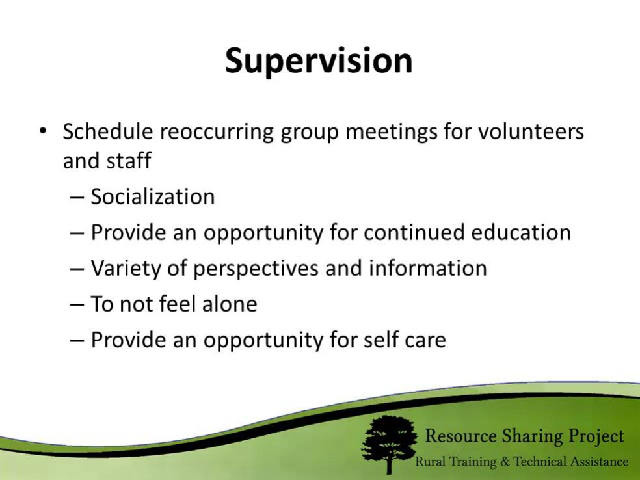 Supervision
• Schedule reoccurring group meetings for volunteers
and staff
– Socialization
– Provide an opportunity for continued education
– Variety of perspectives and information
– To not feel alone
– Provide an opportunity for self care
Resource Sharing Project
Rural Training & Technical Assistance